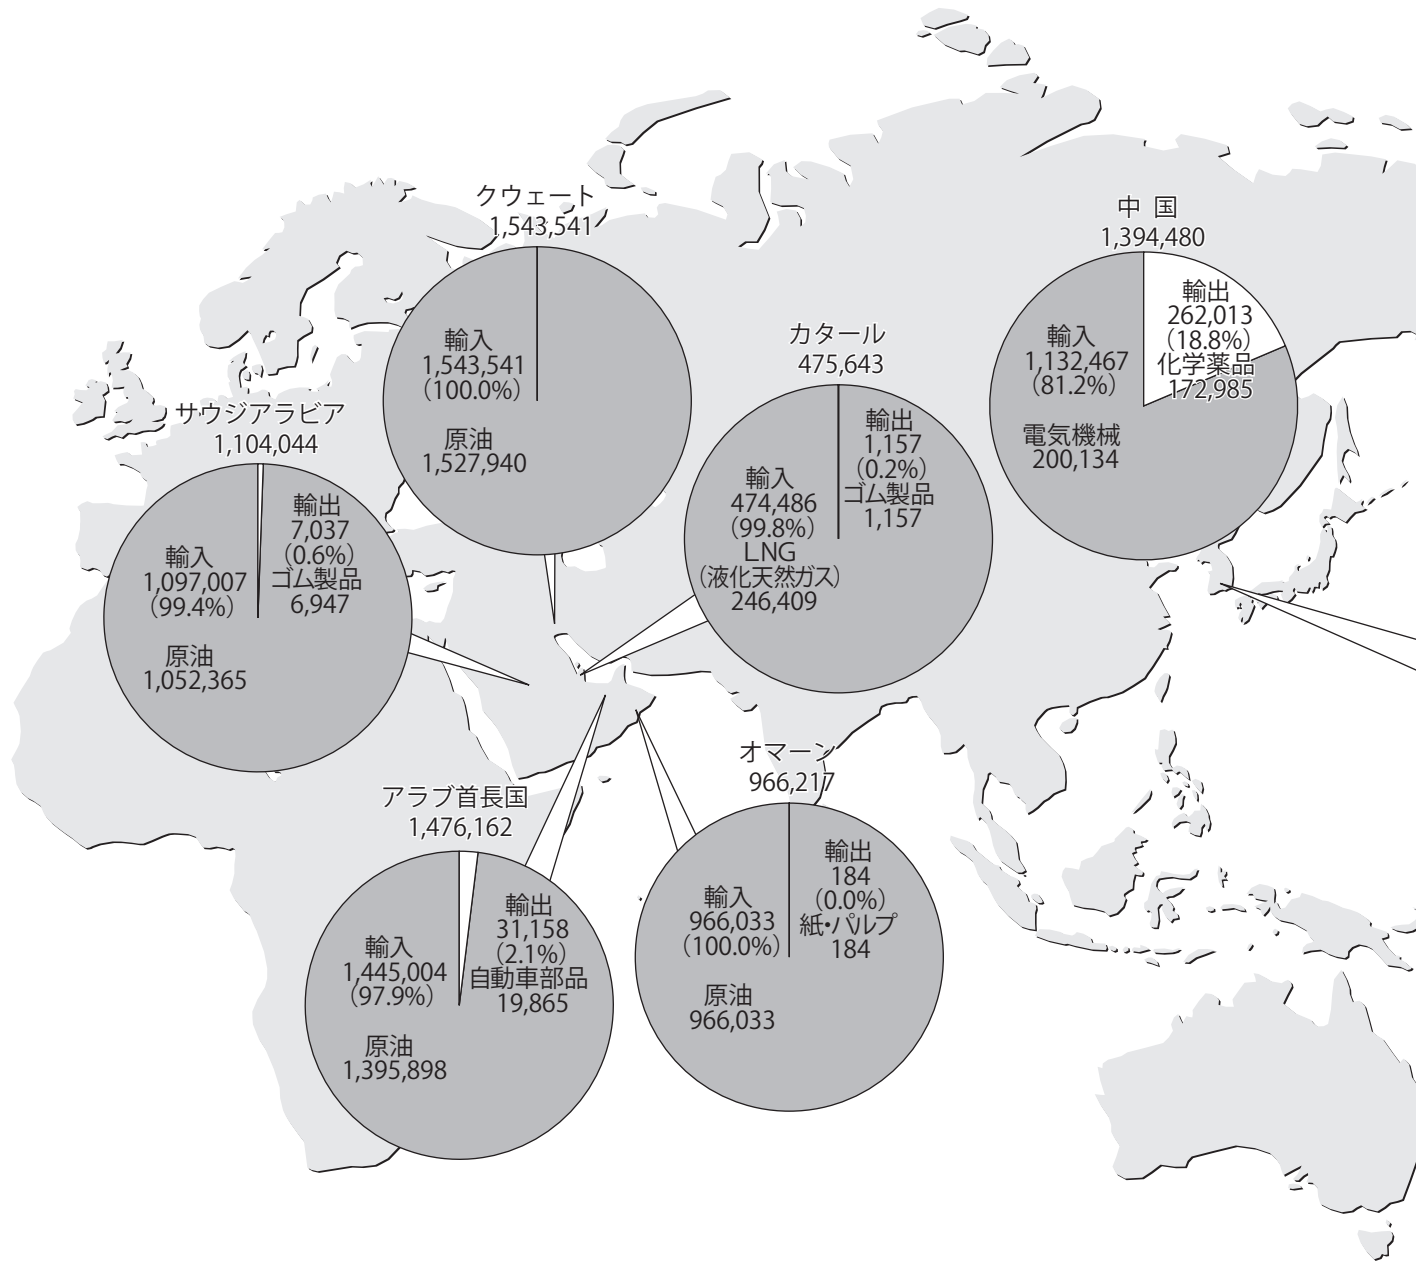 クウェート
1,543,541
輸入
1,543,541
(100.0%)
原油
1,527,940
中 国
1,394,480
輸出
262,013
(18.8%)
化学薬品
172,985
輸入
1,132,467
(81.2%)
電気機械
200,134
カタール
475,643
輸出
1,157
(0.2%)
ゴム製品
1,157
輸入
474,486
(99.8%)
LNG
(液化天然ガス)
246,409
サウジアラビア
1,104,044
輸出
7,037
(0.6%)
ゴム製品
6,947
輸入
1,097,007
(99.4%)
原油
1,052,365
オマーン
966,217
輸出
184
(0.0%)
紙・パルプ
184
輸入
966,033
(100.0%)
原油
966,033
アラブ首長国
1,476,162
輸出
31,158
(2.1%)
自動車部品
19,865
輸入
1,445,004
(97.9%)
原油
1,395,898